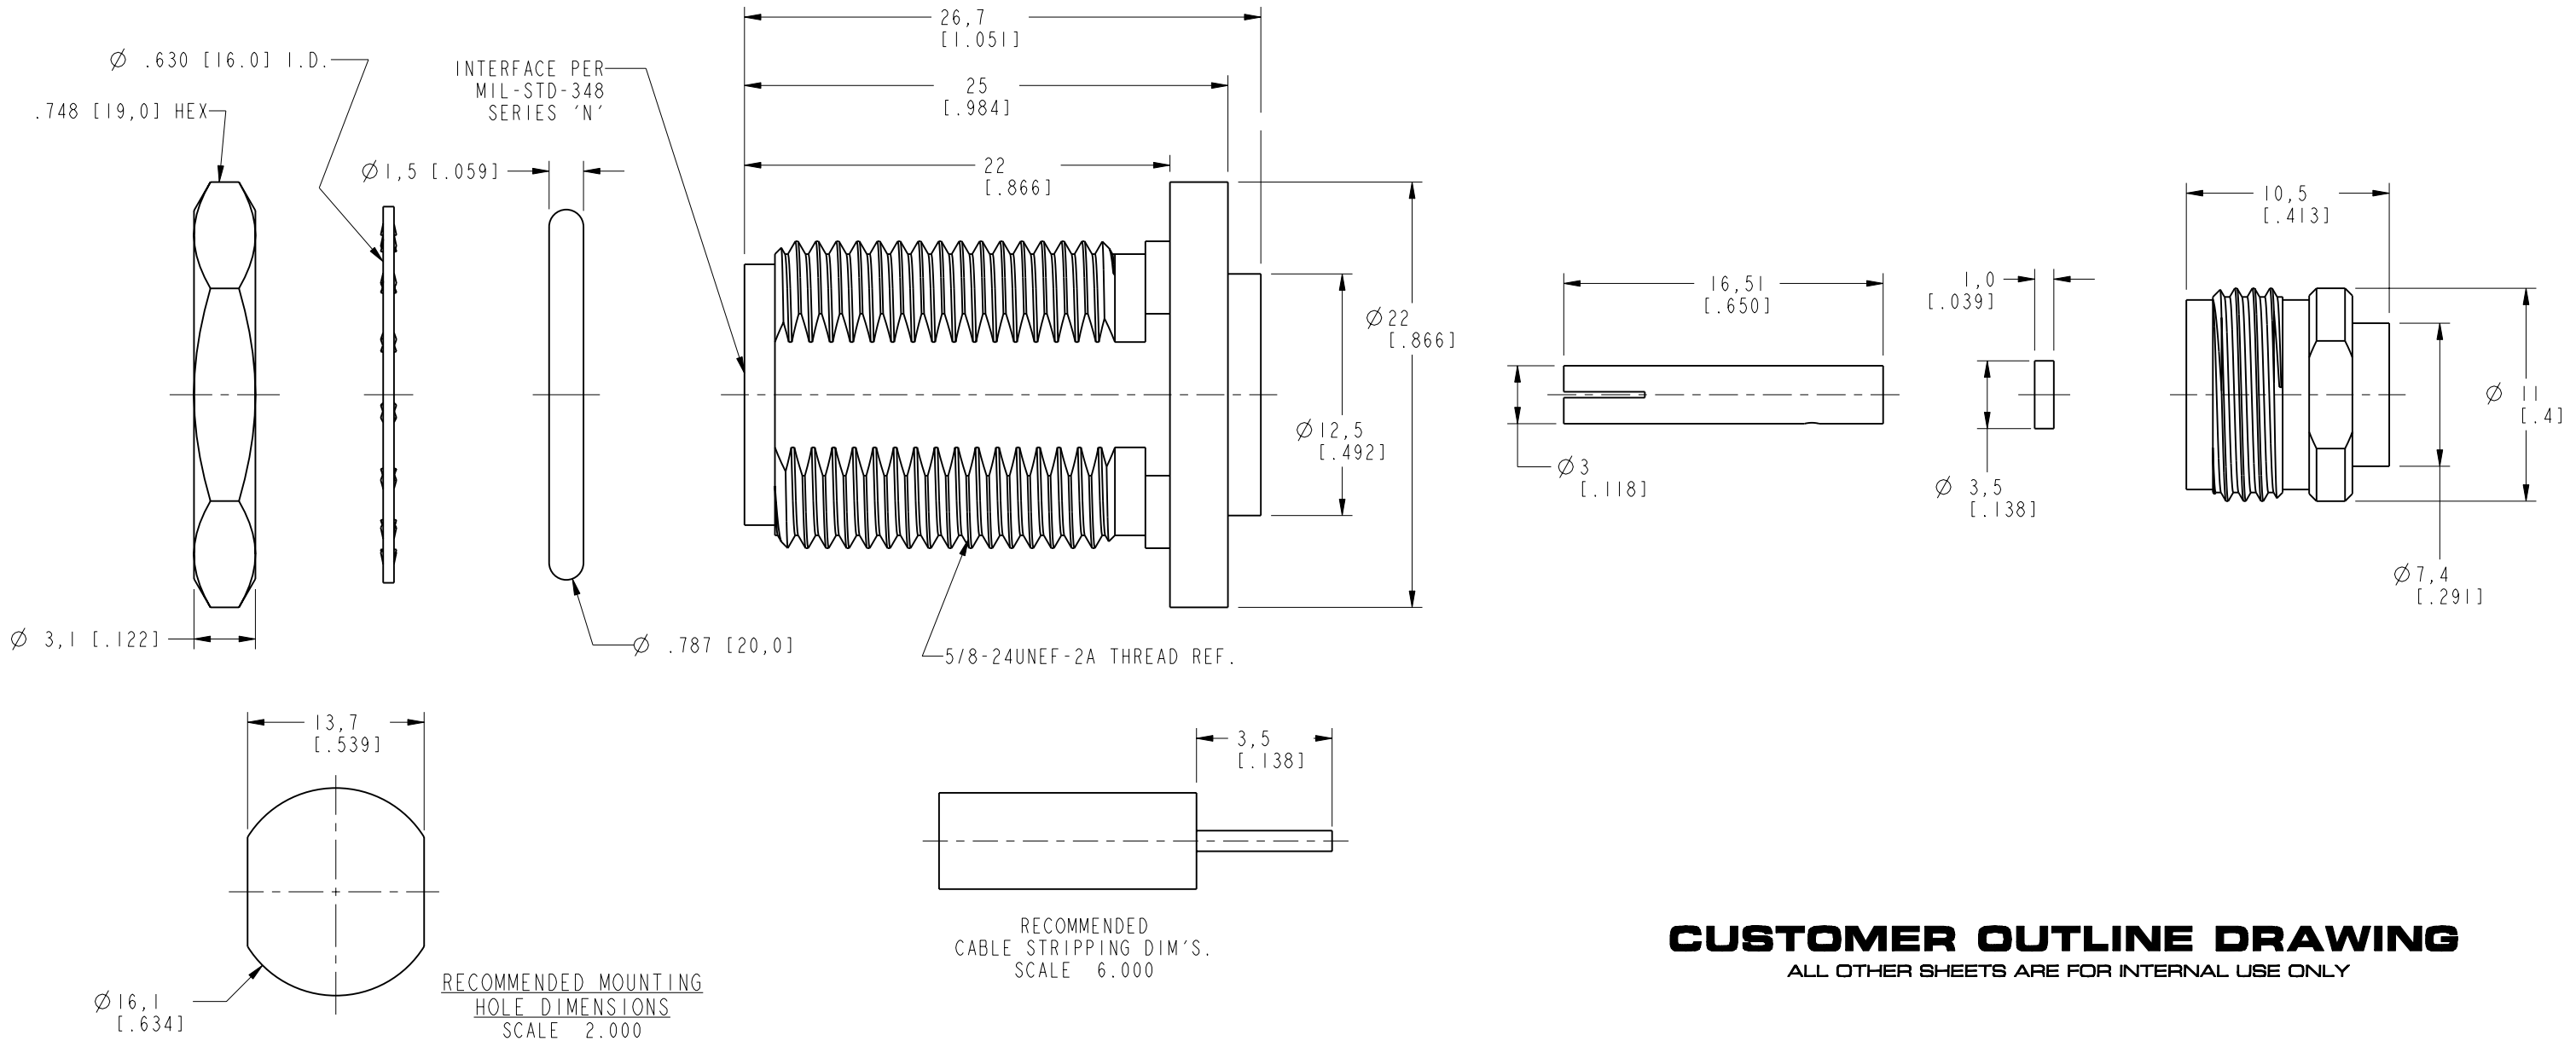 26,7
[1.051]
Ø .630 [16.0] I.D.
INTERFACE PER
MIL-STD-348
SERIES 'N'
25
[.984]
.748 [19,0] HEX
Ø1,5 [.059]
22
[.866]
10,5
[.413]
16,51
[.650]
1,0
[.039]
Ø22
[.866]
Ø 11
[.4]
Ø12,5
[.492]
Ø3
[.118]
Ø 3,5
[.138]
Ø7,4
[.291]
Ø 3,1 [.122]
Ø .787 [20,0]
5/8-24UNEF-2A THREAD REF.
13,7
[.539]
3,5
[.138]
RECOMMENDED
CABLE STRIPPING DIM'S.
SCALE 6.000
Ø16,1
[.634]
RECOMMENDED MOUNTING
HOLE DIMENSIONS
SCALE 2.000
CUSTOMER OUTLINE DRAWING
ALL OTHER SHEETS ARE FOR INTERNAL USE ONLY